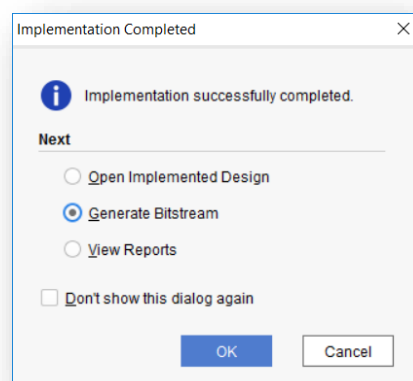 Implementation Completed
Implementation successfully completed.
Next
Open Implemented Design
Generate Bitstream
View Reports
Don't show this dialog again
OK
Cancel